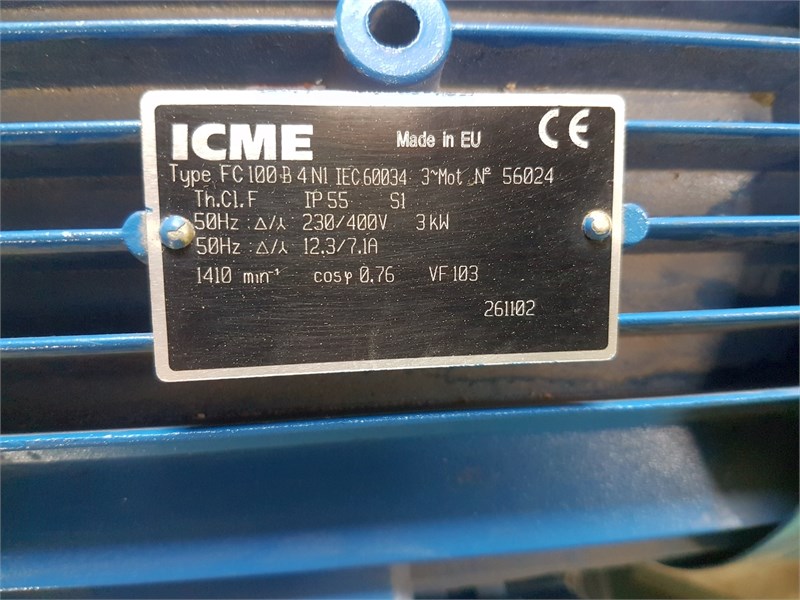 ICME Made in EU CE
Type FC 100 B 4 N1 IEC 60034 3~Mot. Nº 56024
Th.Cl.F IP 55 S1
50Hz : Δ/⅄ 230/400V 3 kW
50Hz : Δ/⅄ 12.3/7.1A
1410 min⁻¹ cosφ 0.76 VF 103
261102